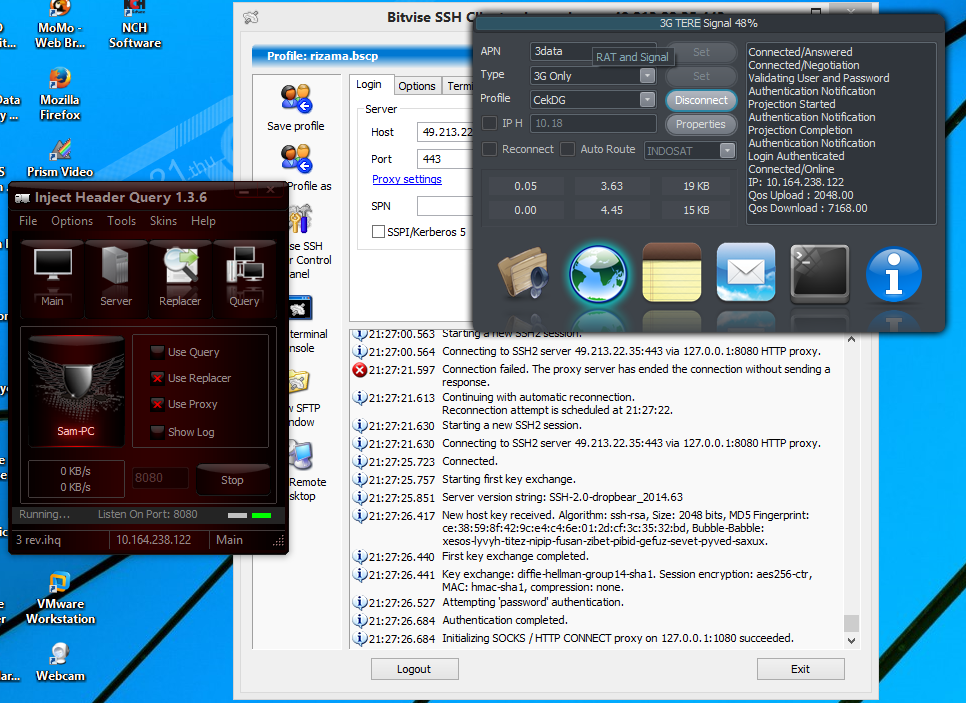 MoMo -
Web Br...
NCH
Software
Mozilla
Firefox
Prism Video
21.thu
VMware
Workstation
Webcam
Bitvise SSH
Profile: rizama.bscp
Save profile
Profile as
SSH
Control
terminal
SFTP
Remote
Login
Options
Server
Host
49.213.22
Port
443
Proxy settings
SPN
SSPI/Kerberos 5
21:27:00.563 Starting a new SSH2 session.
21:27:00.564 Connecting to SSH2 server 49.213.22.35:443 via 127.0.0.1:8080 HTTP proxy.
21:27:21.597 Connection failed. The proxy server has ended the connection without sending a
response.
21:27:21.613 Continuing with automatic reconnection.
Reconnection attempt is scheduled at 21:27:22.
21:27:21.630 Starting a new SSH2 session.
21:27:21.630 Connecting to SSH2 server 49.213.22.35:443 via 127.0.0.1:8080 HTTP proxy.
21:27:25.723 Connected.
21:27:25.757 Starting first key exchange.
21:27:25.851 Server version string: SSH-2.0-dropbear_2014.63
21:27:26.417 New host key received. Algorithm: ssh-rsa, Size: 2048 bits, MD5 Fingerprint:
ce:38:59:8f:42:9c:e4:c4:6e:01:2d:cf:3c:35:32:bd, Bubble-Babble:
xesos-lyvyh-titez-nipip-fusan-zibet-pibid-gefuz-sevet-pyved-saxux.
21:27:26.440 First key exchange completed.
21:27:26.441 Key exchange: diffie-hellman-group14-sha1. Session encryption: aes256-ctr,
MAC: hmac-sha1, compression: none.
21:27:26.527 Attempting 'password' authentication.
21:27:26.684 Authentication completed.
21:27:26.684 Initializing SOCKS / HTTP CONNECT proxy on 127.0.0.1:1080 succeeded.
Logout
Exit
3G TERE Signal 48%
APN
3data
RAT and Signal
Set
Type
3G Only
Set
Profile
CekDG
Disconnect
IP H
10.18
Properties
Reconnect
Auto Route
INDOSAT
0.05
3.63
19 KB
0.00
4.45
15 KB
Connected/Answered
Connected/Negotiation
Validating User and Password
Authentication Notification
Projection Started
Authentication Notification
Projection Completion
Authentication Notification
Login Authenticated
Connected/Online
IP: 10.164.238.122
Qos Upload : 2048.00
Qos Download : 7168.00
Inject Header Query 1.3.6
File Options Tools Skins Help
Main
Server
Replacer
Query
Sam-PC
Use Query
Use Replacer
Use Proxy
Show Log
0 KB/s
0 KB/s
8080
Stop
Running...
Listen On Port: 8080
3 rev.ihq
10.164.238.122
Main